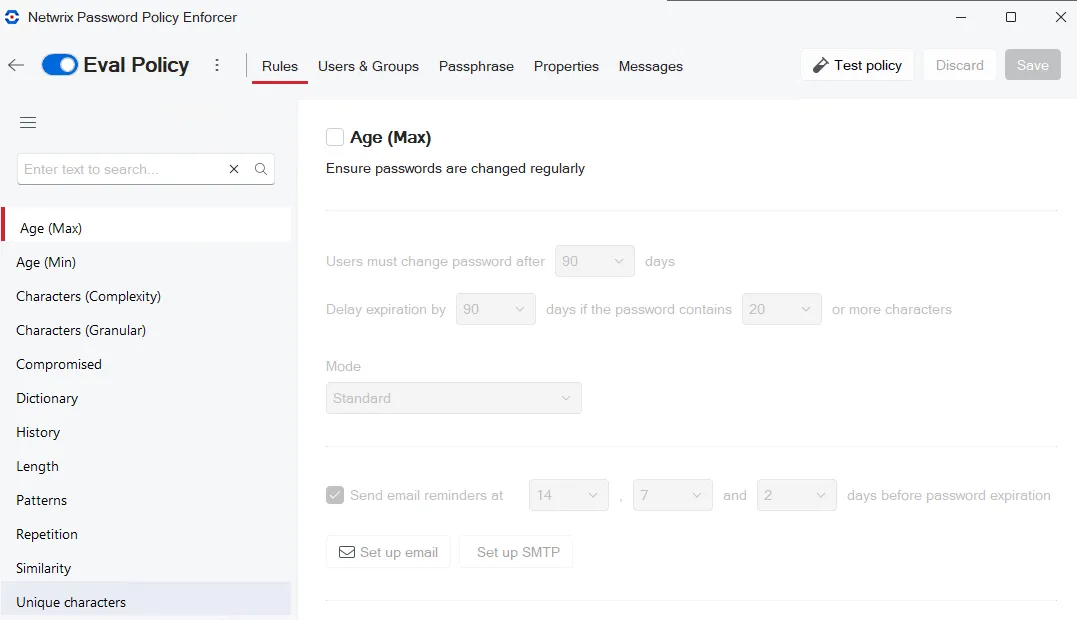 Netwrix Password Policy Enforcer
Eval Policy
Rules Users & Groups Passphrase Properties Messages
Test policy Discard Save
Enter text to search...
Age (Max)
Age (Min)
Characters (Complexity)
Characters (Granular)
Compromised
Dictionary
History
Length
Patterns
Repetition
Similarity
Unique characters
Age (Max)
Ensure passwords are changed regularly
Users must change password after 90 days
Delay expiration by 90 days if the password contains 20 or more characters
Mode
Standard
Send email reminders at 14 , 7 and 2 days before password expiration
Set up email Set up SMTP